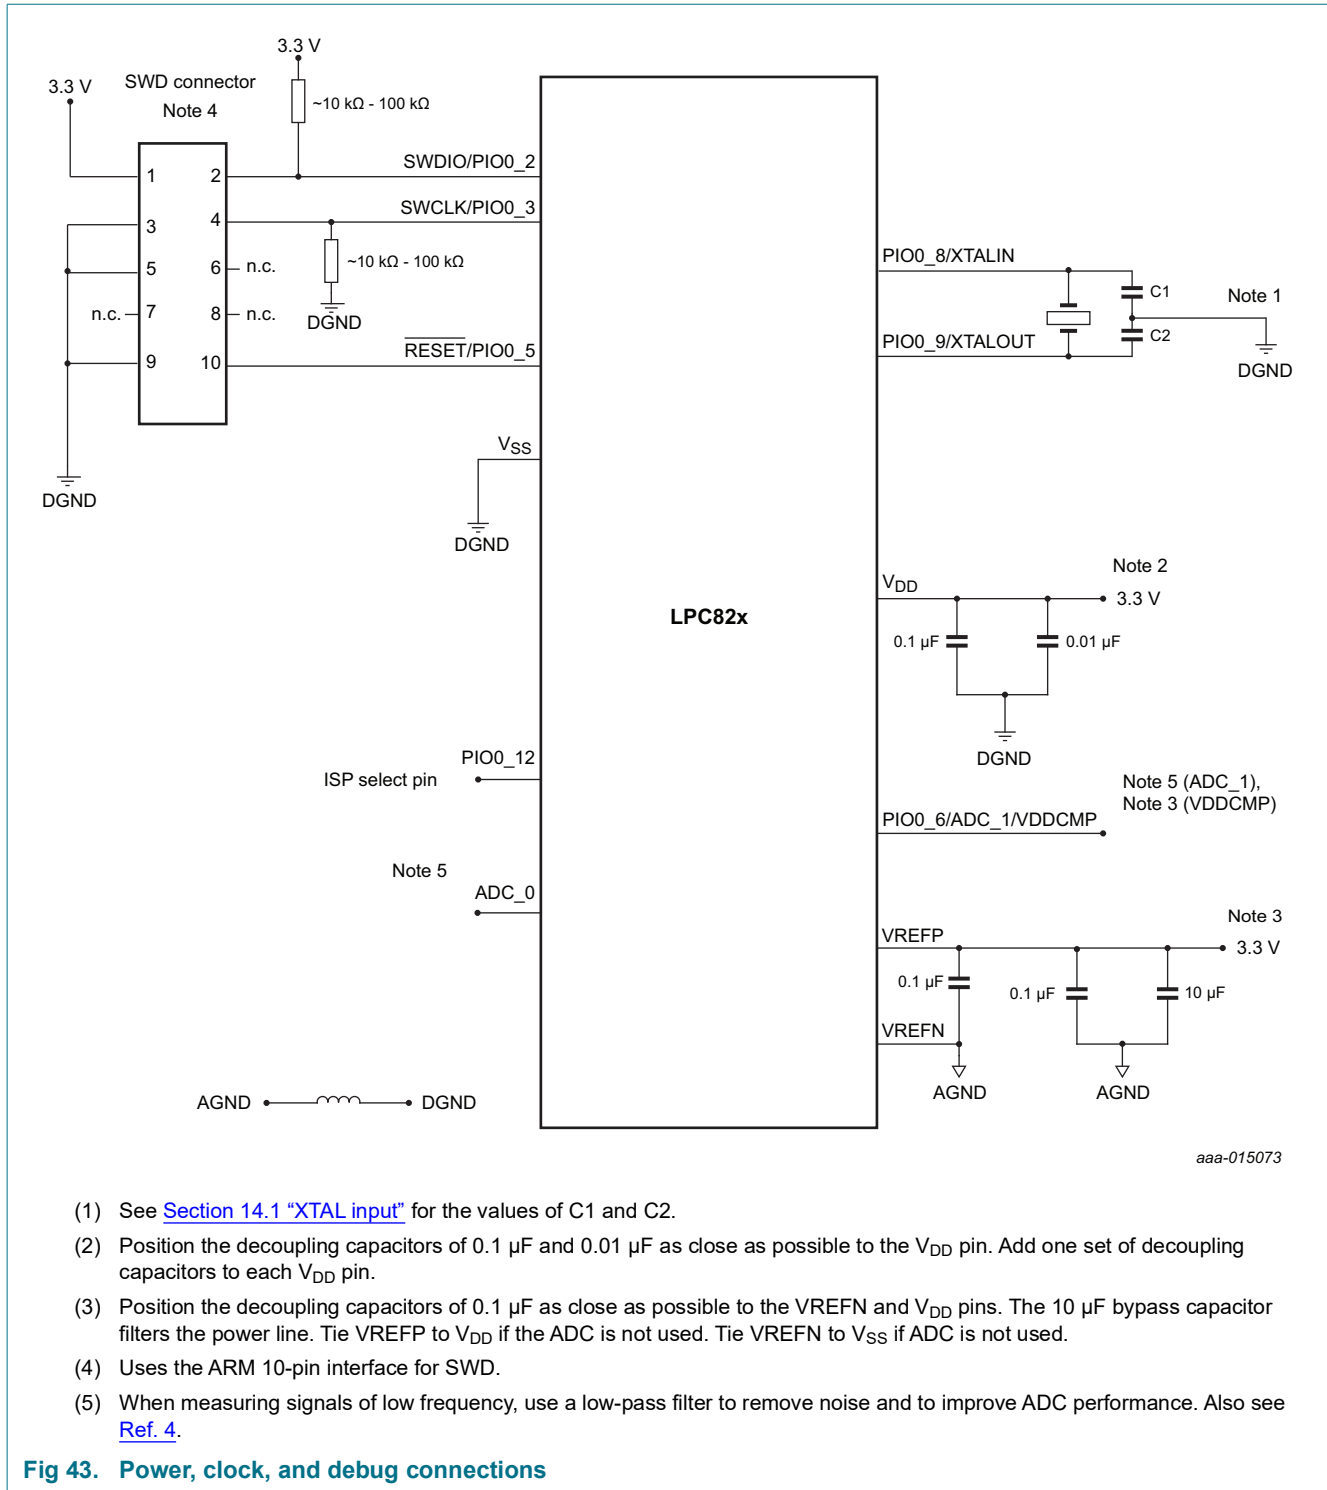 3.3 V
3.3 V
SWD connector
Note 4
~10 kΩ - 100 kΩ
1
2
SWDIO/PIO0_2
3
4
SWCLK/PIO0_3
5
6
n.c.
~10 kΩ - 100 kΩ
n.c.
7
8
n.c.
DGND
9
10
RESET/PIO0_5
DGND
VSS
DGND
LPC82x
PIO0_8/XTALIN
C1
Note 1
PIO0_9/XTALOUT
C2
DGND
VDD
Note 2
3.3 V
0.1 µF
0.01 µF
DGND
PIO0_12
ISP select pin
Note 5 (ADC_1),
Note 3 (VDDCMP)
PIO0_6/ADC_1/VDDCMP
Note 5
ADC_0
Note 3
VREFP
3.3 V
0.1 µF
0.1 µF
10 µF
VREFN
AGND
AGND
AGND
DGND
aaa-015073
(1) See Section 14.1 “XTAL input” for the values of C1 and C2.
(2) Position the decoupling capacitors of 0.1 µF and 0.01 µF as close as possible to the VDD pin. Add one set of decoupling
capacitors to each VDD pin.
(3) Position the decoupling capacitors of 0.1 µF as close as possible to the VREFN and VDD pins. The 10 µF bypass capacitor
filters the power line. Tie VREFP to VDD if the ADC is not used. Tie VREFN to VSS if ADC is not used.
(4) Uses the ARM 10-pin interface for SWD.
(5) When measuring signals of low frequency, use a low-pass filter to remove noise and to improve ADC performance. Also see
Ref. 4.
Fig 43. Power, clock, and debug connections